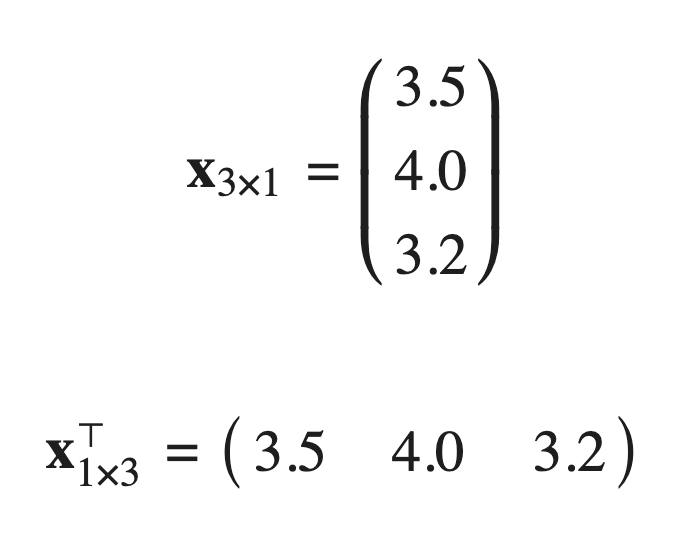 x3×1 = (3.5
4.0
3.2)
x⊤1×3 = (3.5 4.0 3.2)